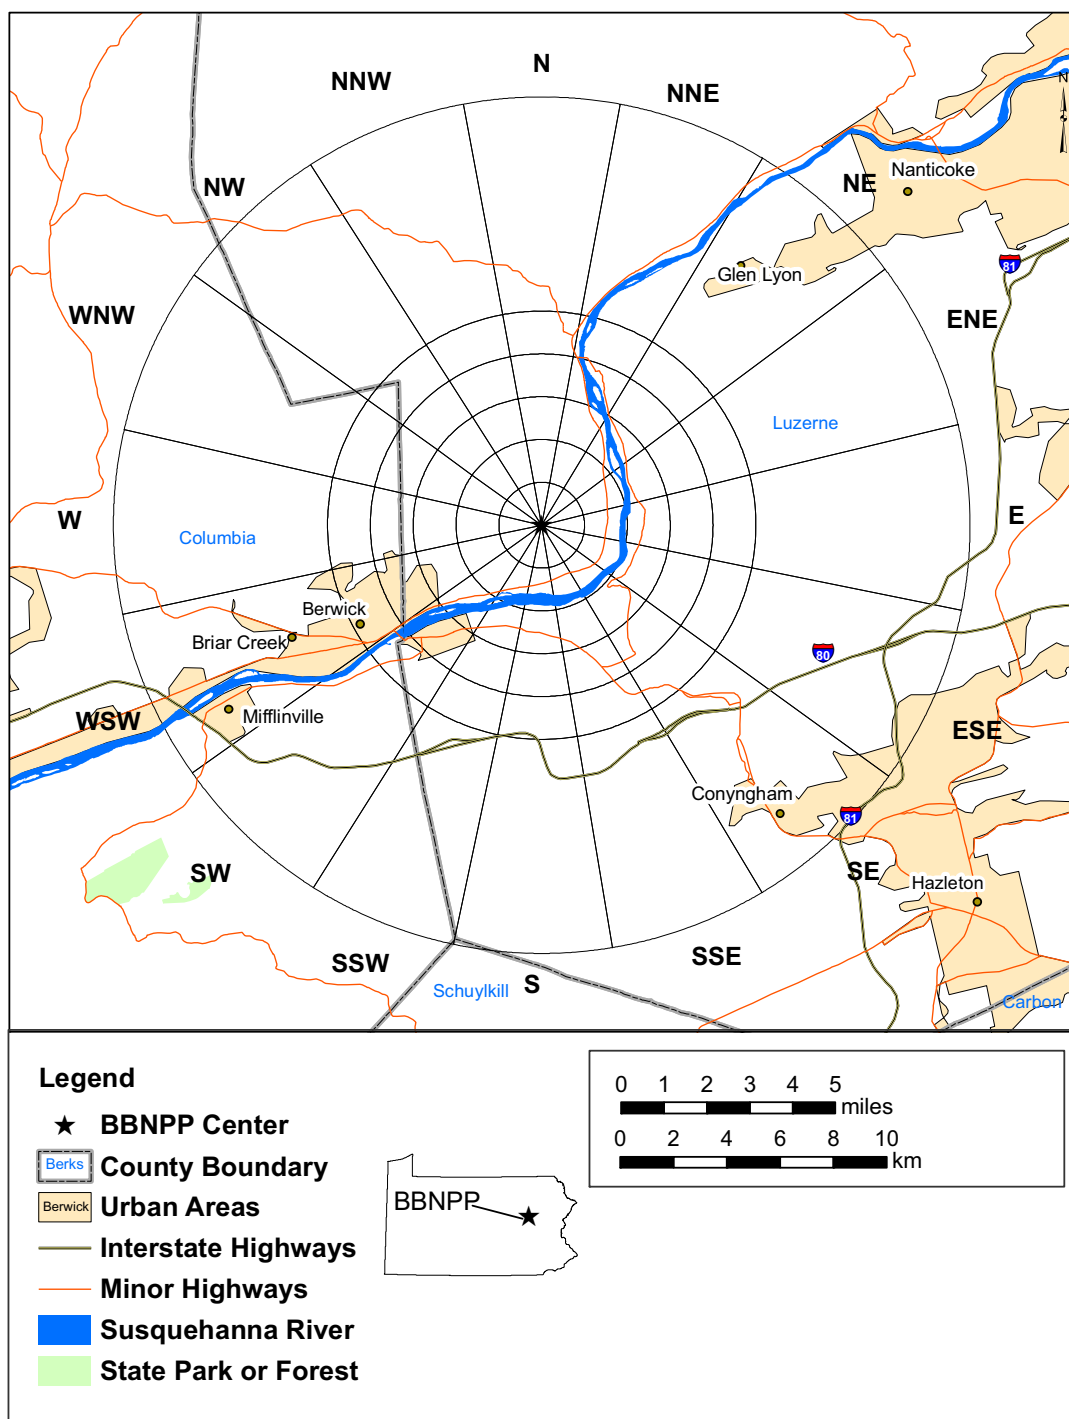 N
NNW
NNE
N
NW
NE
Nanticoke
Glen Lyon
81
WNW
ENE
Luzerne
W
E
Columbia
Berwick
Briar Creek
80
WSW
Mifflinville
ESE
Conyngham
81
SW
SE
Hazleton
SSW
SSE
S
Schuylkill
Carbon
Legend
BBNPP Center
Berks
County Boundary
Berwick
Urban Areas
Interstate Highways
Minor Highways
Susquehanna River
State Park or Forest
BBNPP
0 1 2 3 4 5
miles
0 2 4 6 8 10
km